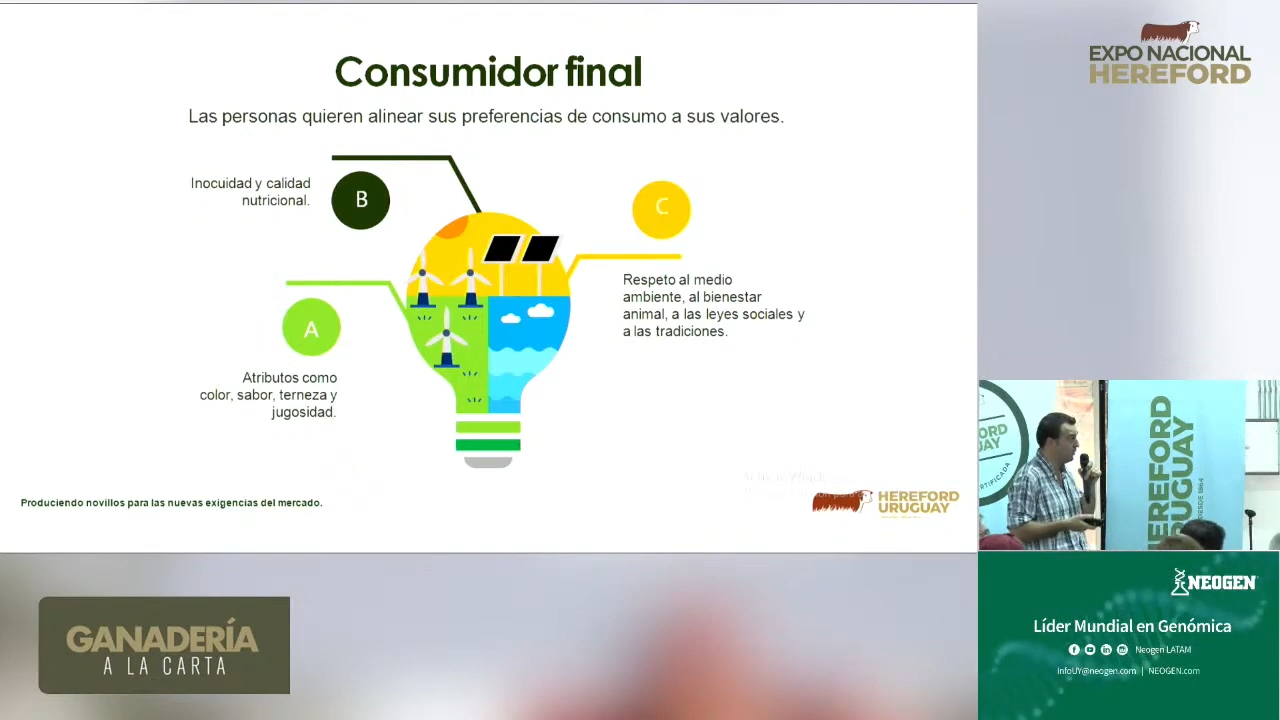 Consumidor final
Las personas quieren alinear sus preferencias de consumo a sus valores.
Inocuidad y calidad
nutricional.
B
C
Respeto al medio
ambiente, al bienestar
animal, a las leyes sociales y
a las tradiciones.
A
Atributos como
color, sabor, terneza y
jugosidad.
Produciendo novillos para las nuevas exigencias del mercado.
HEREFORD
URUGUAY
GANADERÍA
A LA CARTA
EXPO NACIONAL
HEREFORD
HEREFORD
URUGUAY
DESDE 1864
NEOGEN
Líder Mundial en Genómica
Neogen LATAM
InfoUY@neogen.com | NEOGEN.com